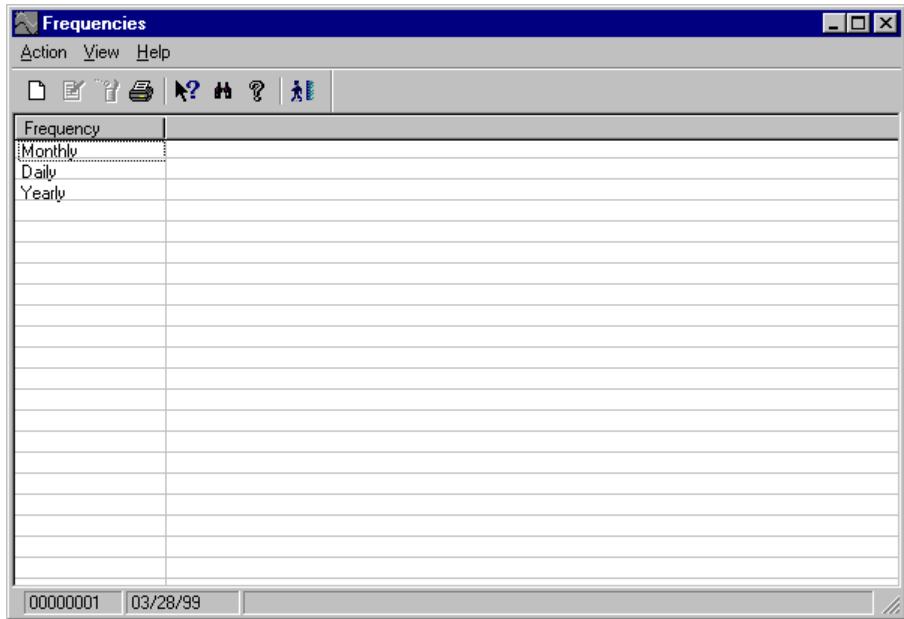 Frequencies
Action View Help
Frequency
Monthly
Daily
Yearly
00000001 03/28/99